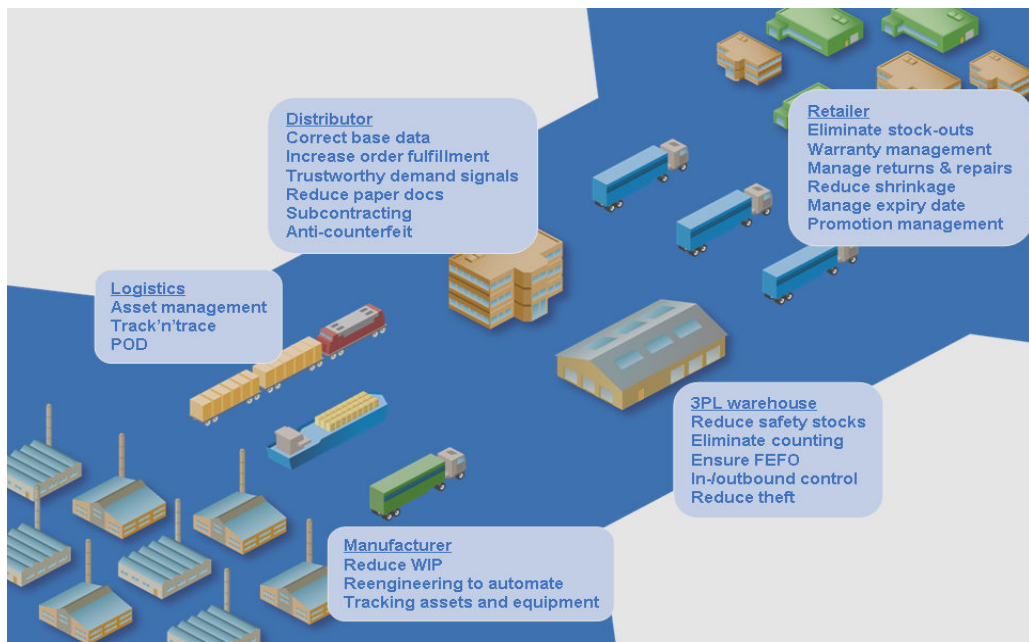 Distributor
Correct base data
Increase order fulfillment
Trustworthy demand signals
Reduce paper docs
Subcontracting
Anti-counterfeit
Retailer
Eliminate stock-outs
Warranty management
Manage returns & repairs
Reduce shrinkage
Manage expiry date
Promotion management
Logistics
Asset management
Track'n'trace
POD
3PL warehouse
Reduce safety stocks
Eliminate counting
Ensure FEFO
In-/outbound control
Reduce theft
Manufacturer
Reduce WIP
Reengineering to automate
Tracking assets and equipment